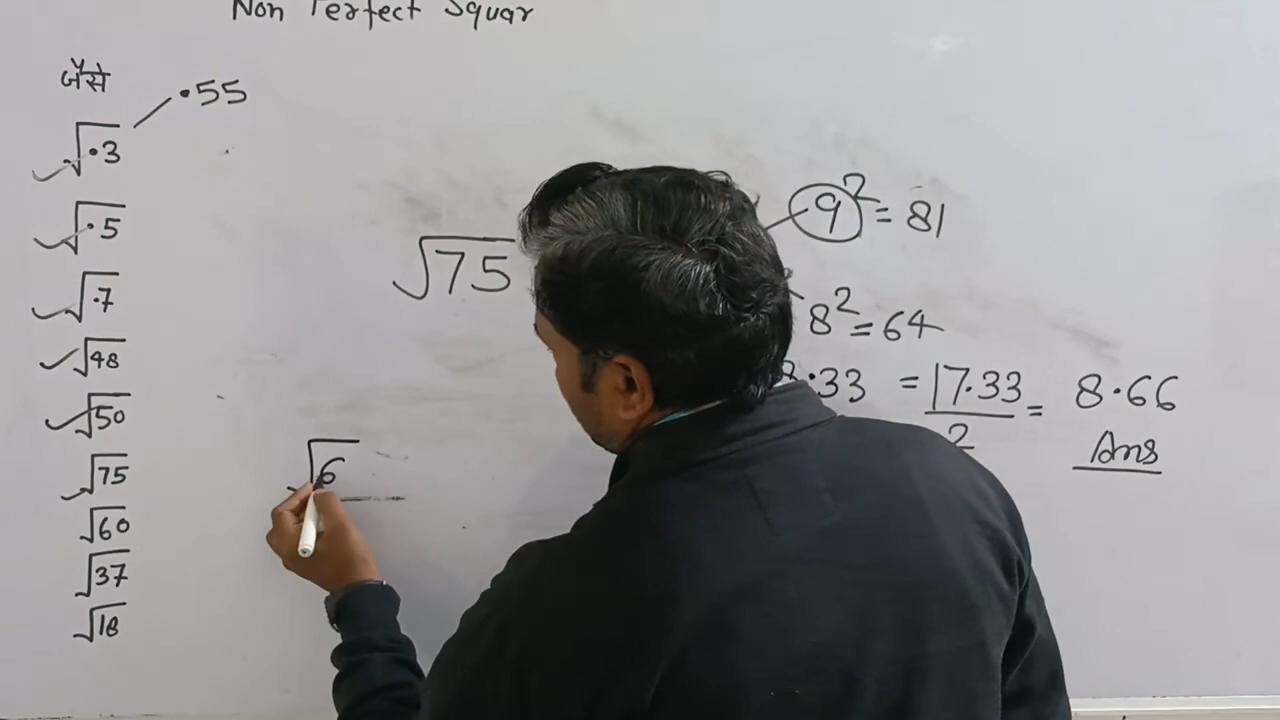 Non Perfect Squar
जैसे
√.3 .55
√.5
√.7
√48
√50
√75
√60
√37
√18
√75
9² = 81
8² = 64
8.33 = 17.33/2 = 8.66
Ans
√6